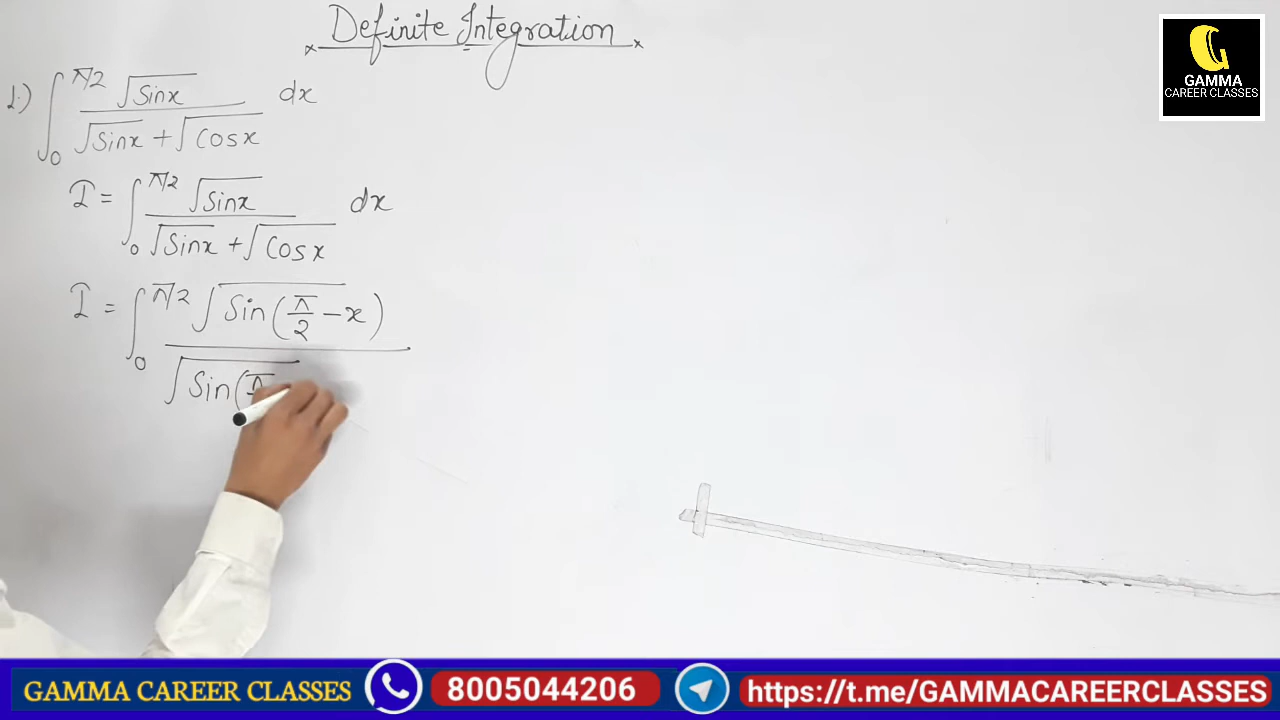 Definite Integration
1.) ∫₀^π/2 √Sinx / (√Sinx + √Cosx) dx
I = ∫₀^π/2 √Sinx / (√Sinx + √Cosx) dx
I = ∫₀^π/2 √Sin(π/2 - x)
√Sin(π
GAMMA
CAREER CLASSES
GAMMA CAREER CLASSES 8005044206 https://t.me/GAMMACAREERCLASSES